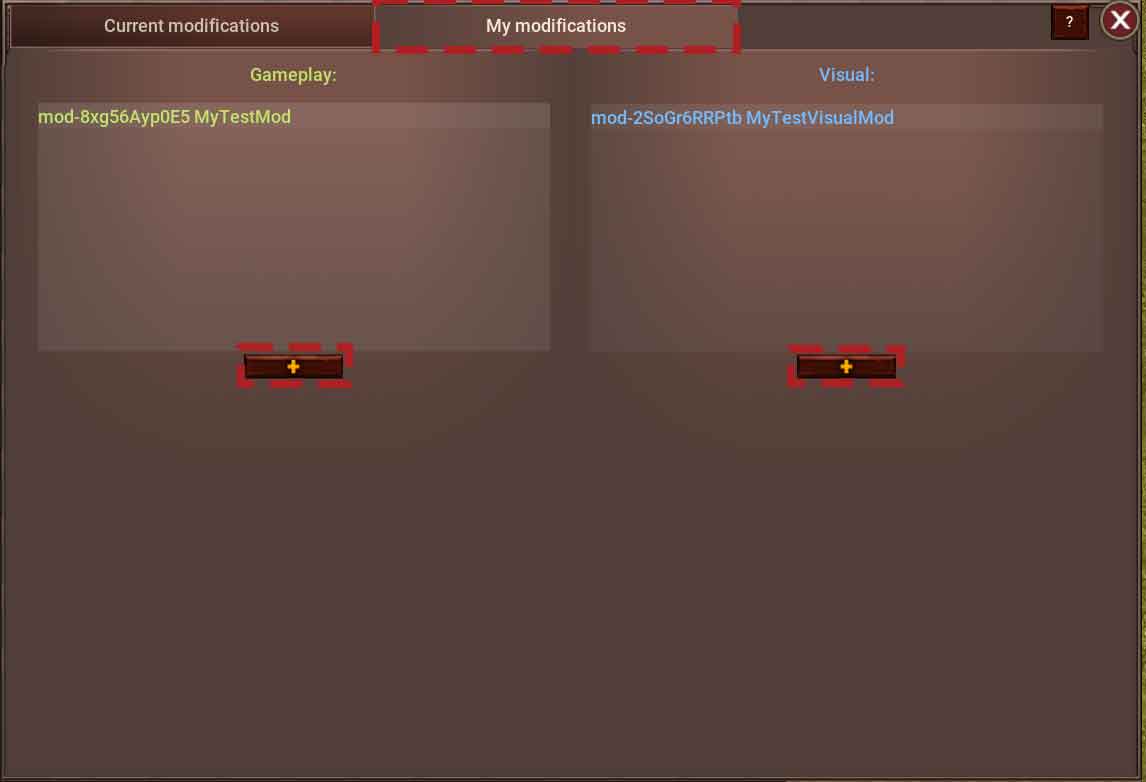 Current modifications
My modifications
?
X
Gameplay:
Visual:
mod-8xg56Ayp0E5 MyTestMod
mod-2SoGr6RRPtb MyTestVisualMod
+
+